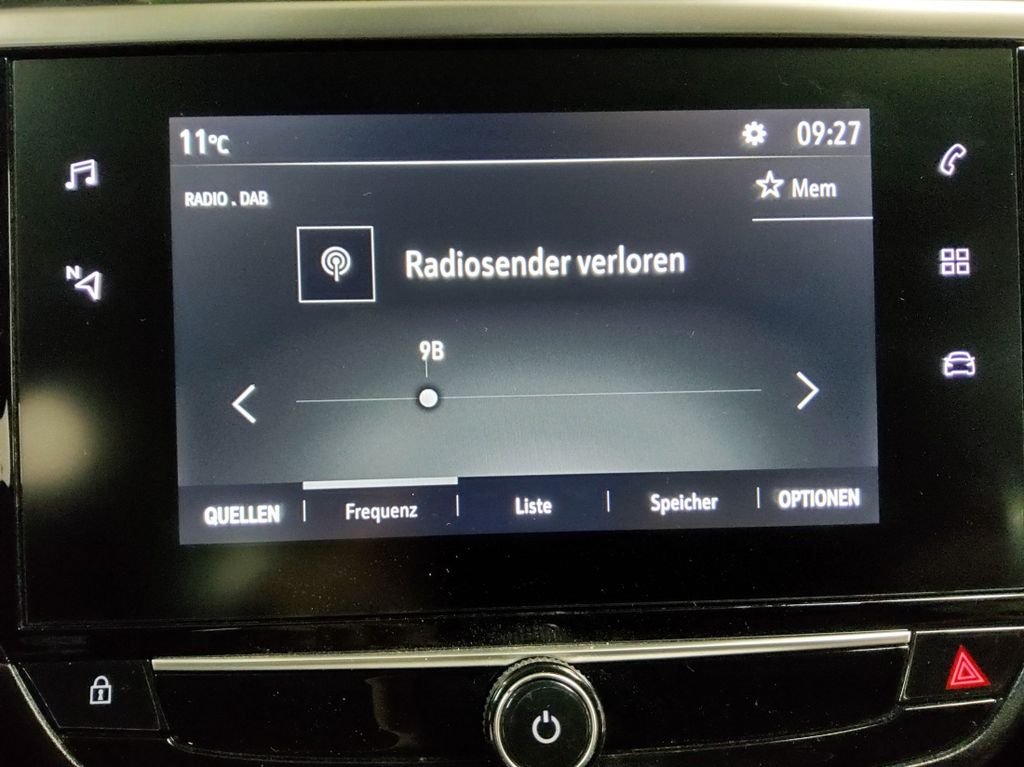 11°C 09:27
RADIO . DAB
Mem
Radiosender verloren
N
9B
QUELLEN Frequenz Liste Speicher OPTIONEN